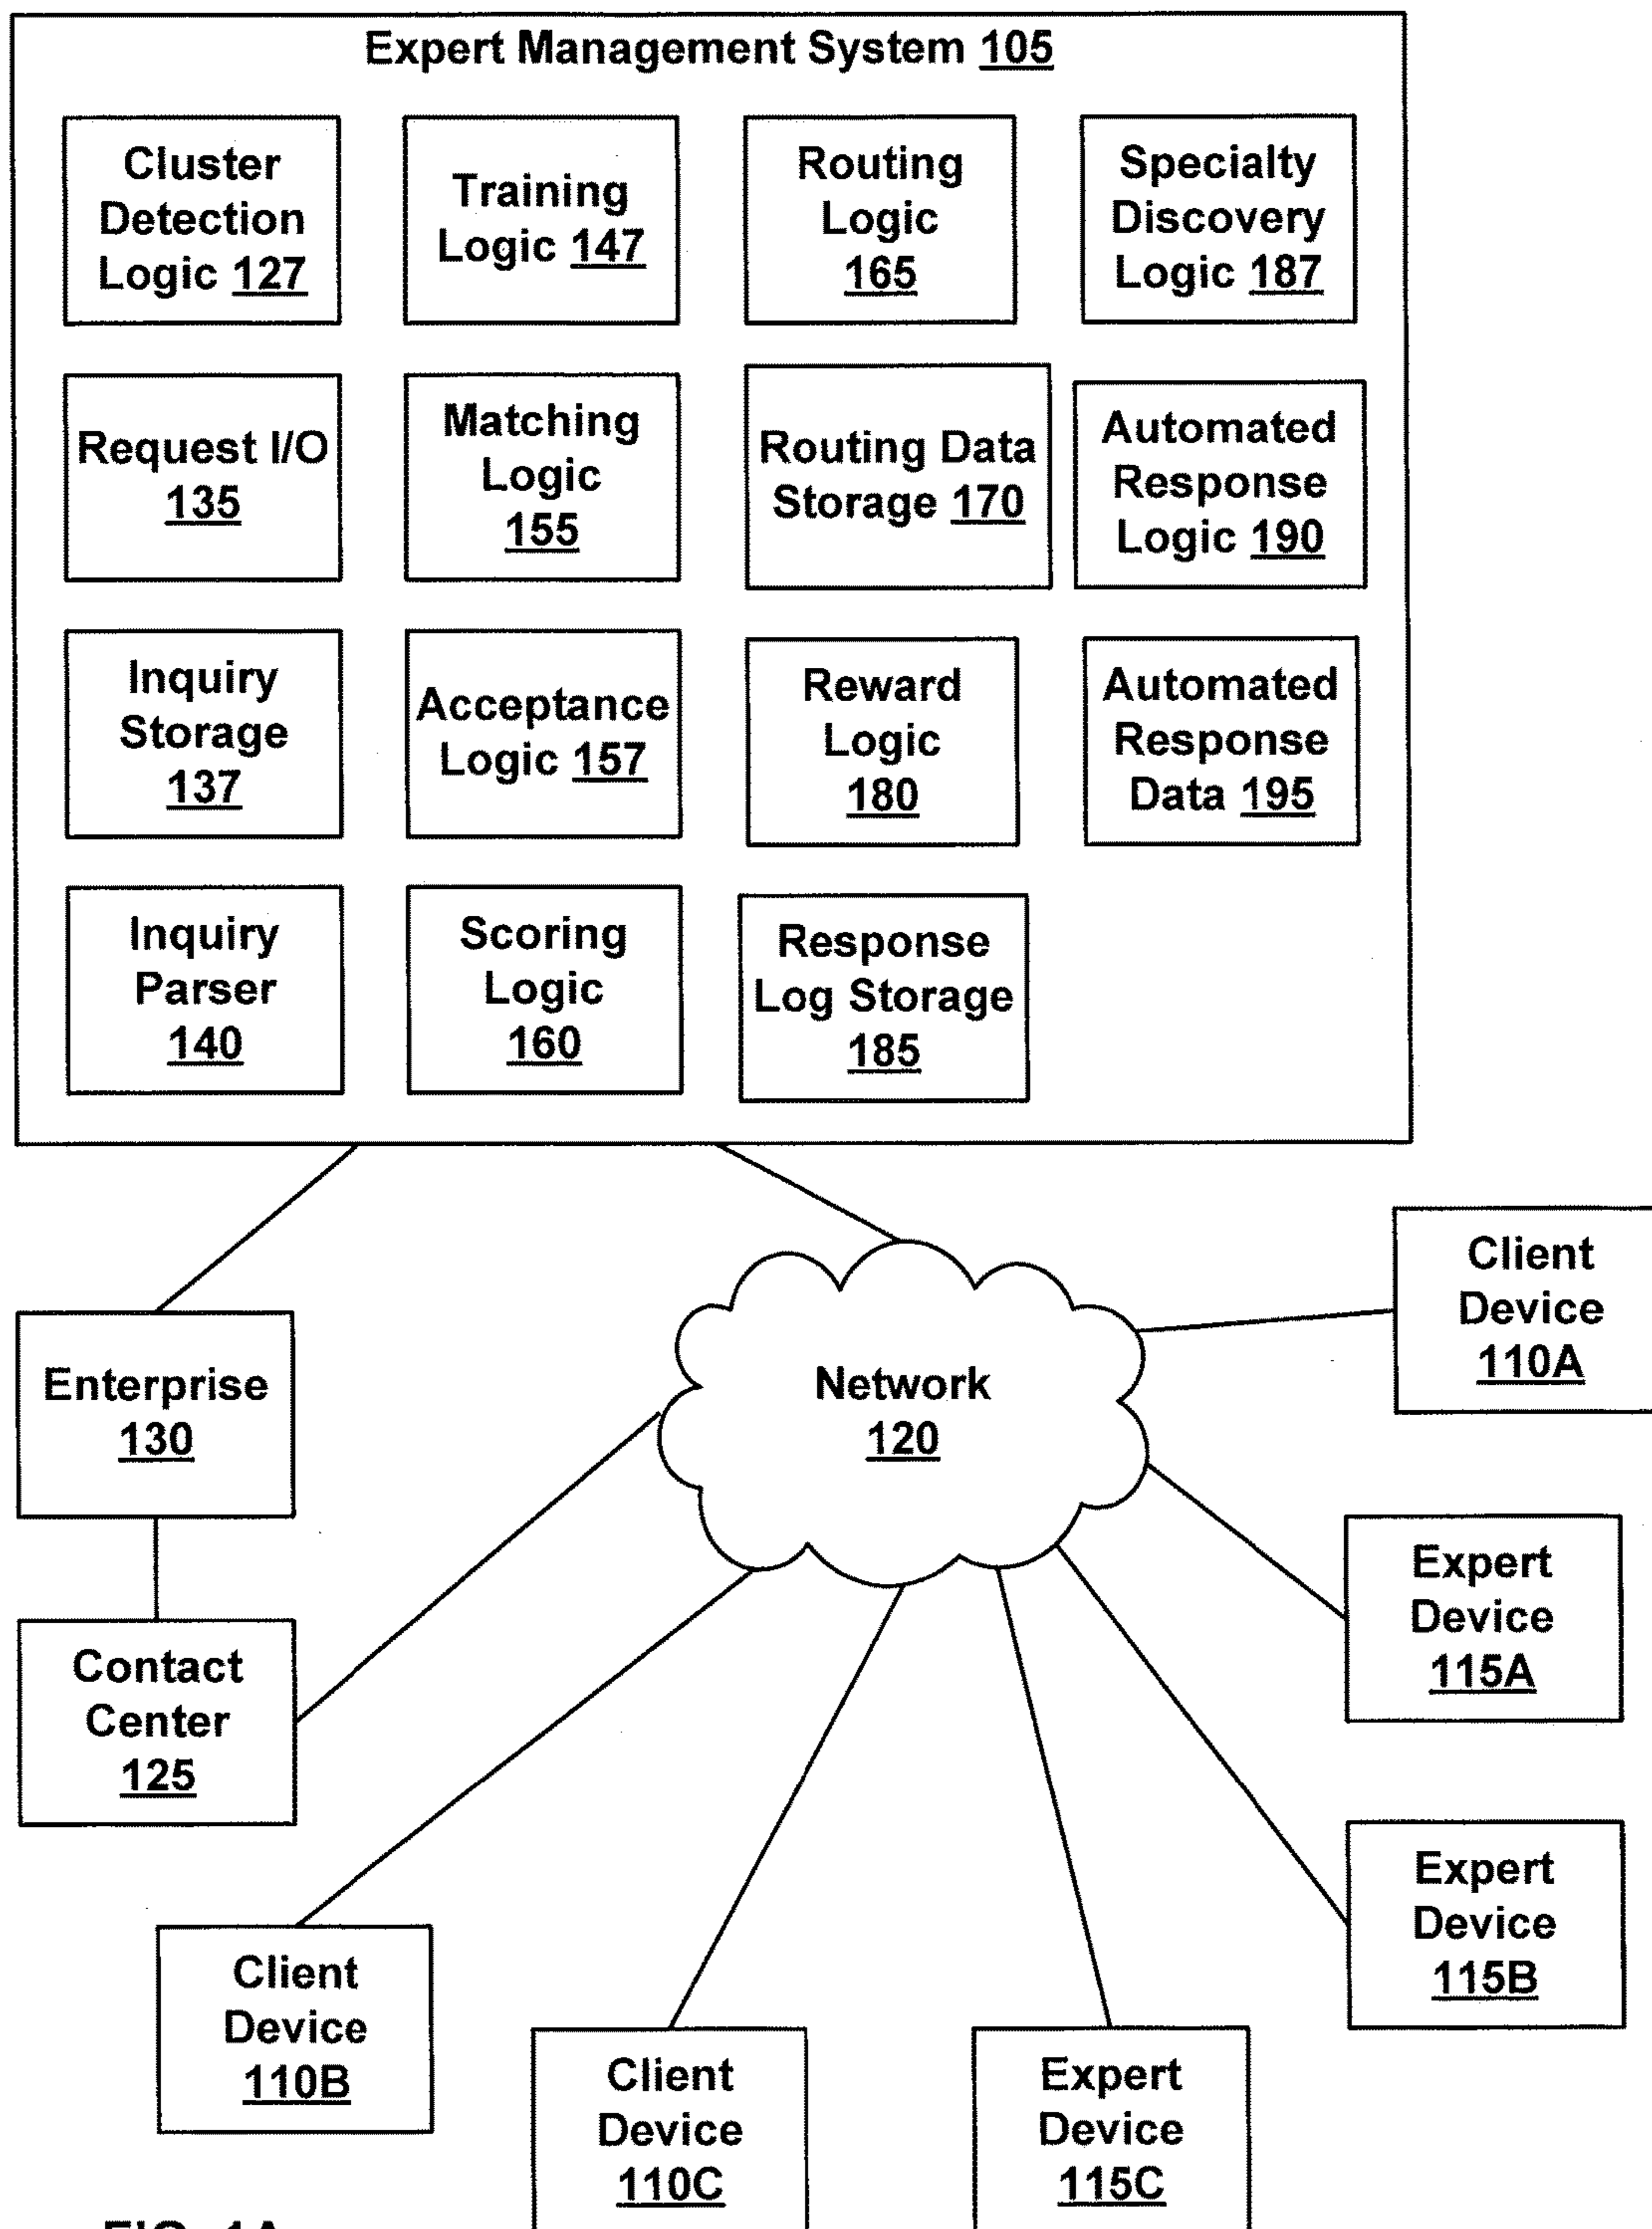 Expert Management System 105
Cluster
Detection
Logic 127
Training
Logic 147
Routing
Logic
165
Specialty
Discovery
Logic 187
Request I/O
135
Matching
Logic
155
Routing Data
Storage 170
Automated
Response
Logic 190
Inquiry
Storage
137
Acceptance
Logic 157
Reward
Logic
180
Automated
Response
Data 195
Inquiry
Parser
140
Scoring
Logic
160
Response
Log Storage
185
Client
Device
110A
Enterprise
130
Network
120
Expert
Device
115A
Contact
Center
125
Expert
Device
115B
Client
Device
110B
Client
Device
110C
Expert
Device
115C
FIG. 1A